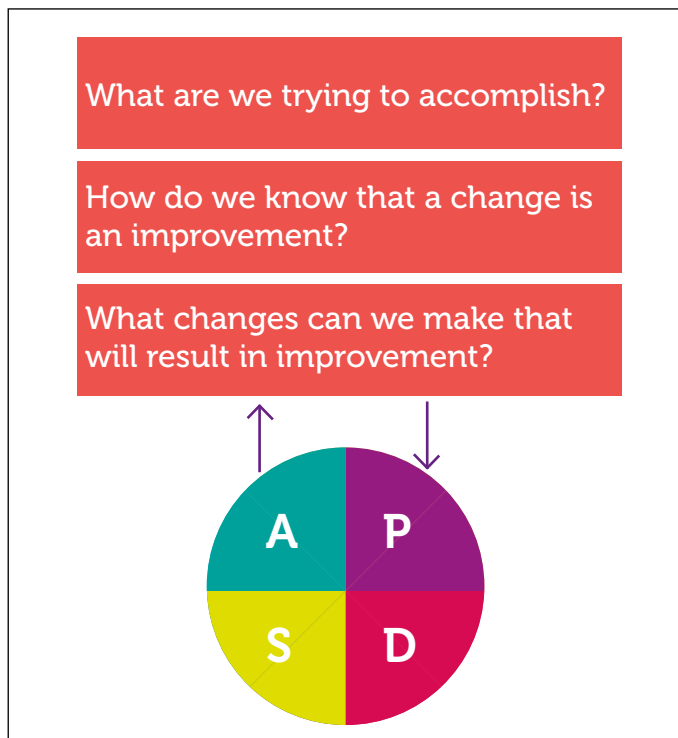 What are we trying to accomplish?
How do we know that a change is
an improvement?
What changes can we make that
will result in improvement?
A P
S D